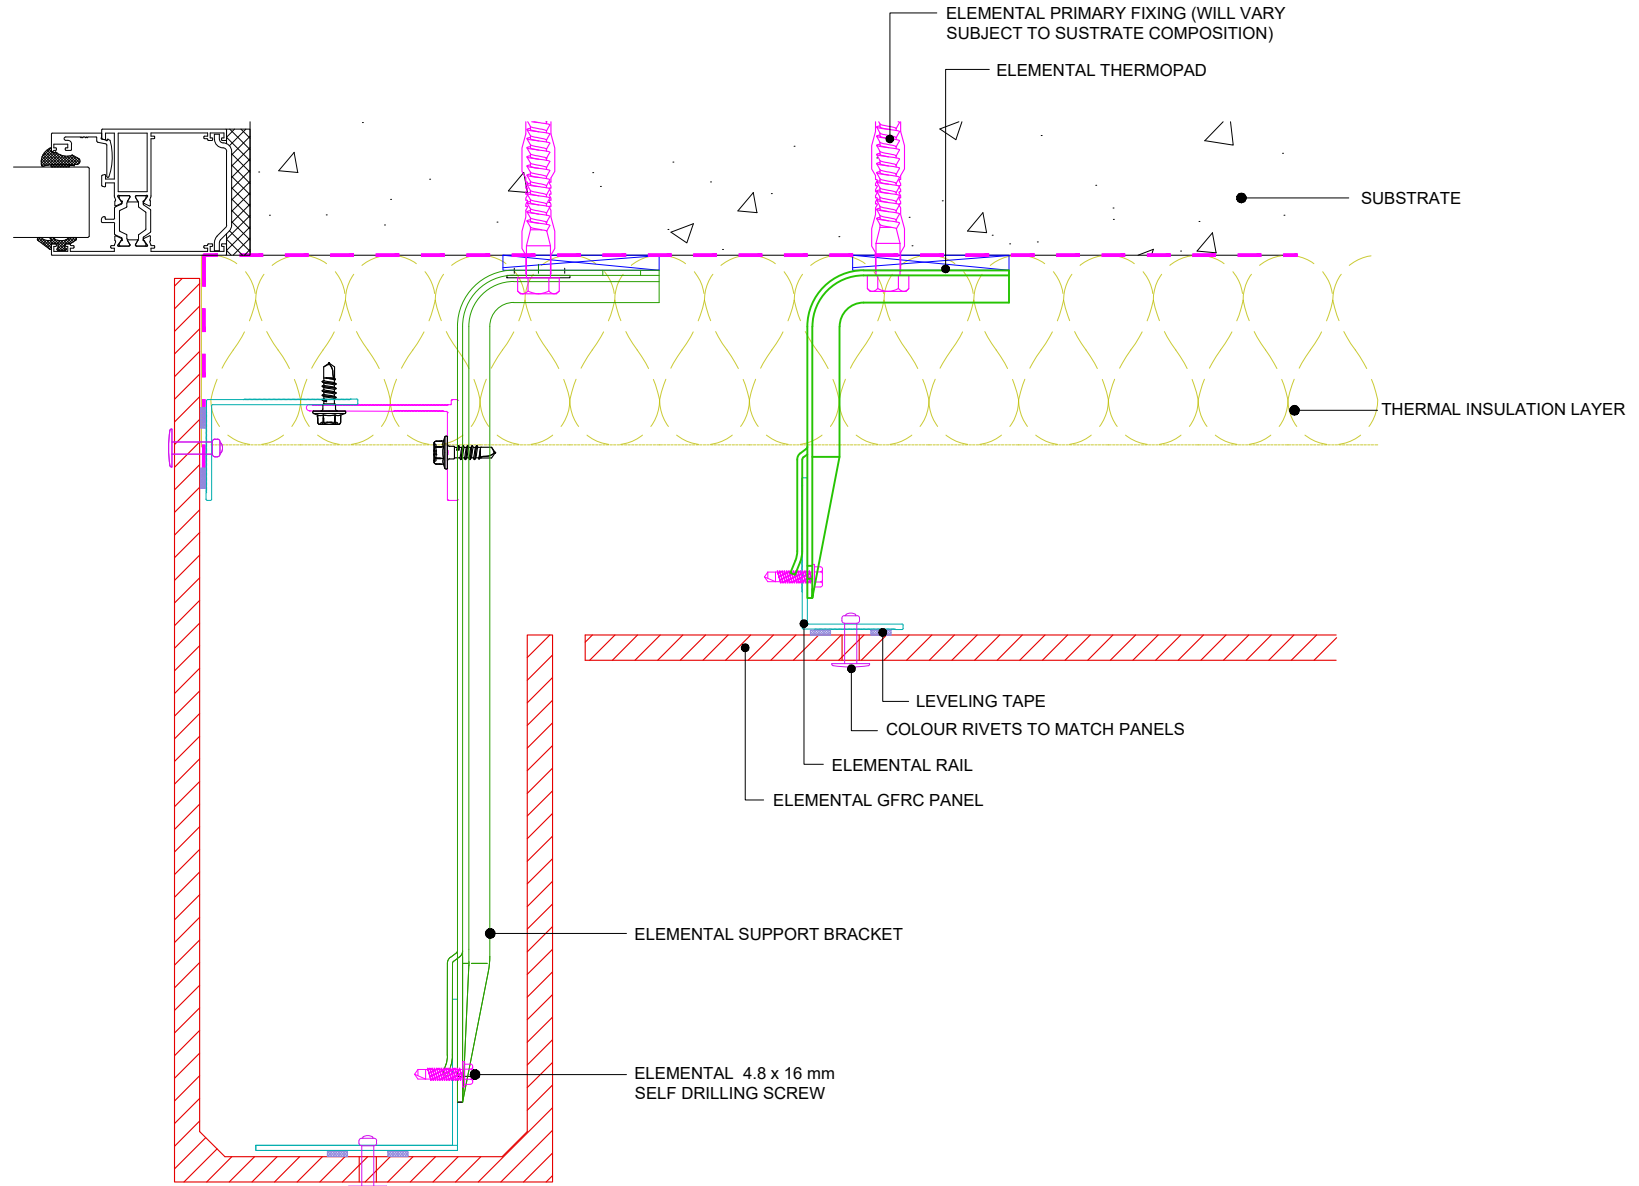 ELEMENTAL PRIMARY FIXING (WILL VARY
SUBJECT TO SUSTRATE COMPOSITION)
ELEMENTAL THERMOPAD
SUBSTRATE
THERMAL INSULATION LAYER
LEVELING TAPE
COLOUR RIVETS TO MATCH PANELS
ELEMENTAL RAIL
ELEMENTAL GFRC PANEL
ELEMENTAL SUPPORT BRACKET
ELEMENTAL 4.8 x 16 mm
SELF DRILLING SCREW